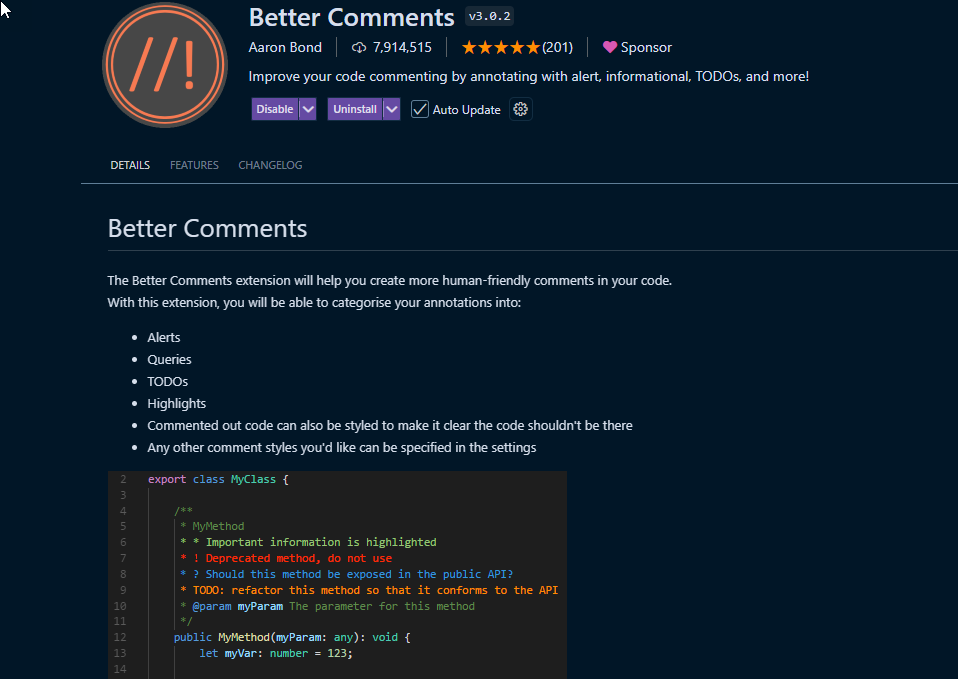 //!
Better Comments v3.0.2
Aaron Bond 7,914,515 ★★★★★(201) Sponsor
Improve your code commenting by annotating with alert, informational, TODOs, and more!
Disable Uninstall Auto Update
DETAILS FEATURES CHANGELOG
Better Comments
The Better Comments extension will help you create more human-friendly comments in your code.
With this extension, you will be able to categorise your annotations into:
• Alerts
• Queries
• TODOs
• Highlights
• Commented out code can also be styled to make it clear the code shouldn't be there
• Any other comment styles you'd like can be specified in the settings
2 export class MyClass {
3
4 /**
5 * MyMethod
6 * * Important information is highlighted
7 * ! Deprecated method, do not use
8 * ? Should this method be exposed in the public API?
9 * TODO: refactor this method so that it conforms to the API
10 * @param myParam The parameter for this method
11 */
12 public MyMethod(myParam: any): void {
13 let myVar: number = 123;
14